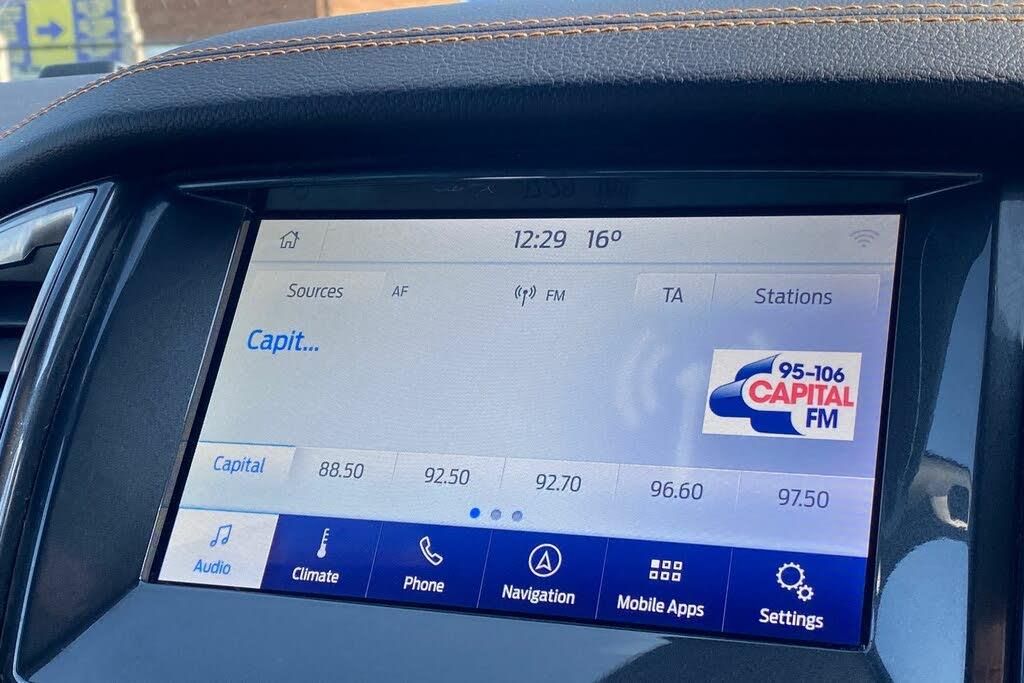 12:29 16º
Sources AF FM TA Stations
Capit...
95-106
CAPITAL
FM
Capital 88.50 92.50 92.70 96.60 97.50
Audio Climate Phone Navigation Mobile Apps Settings